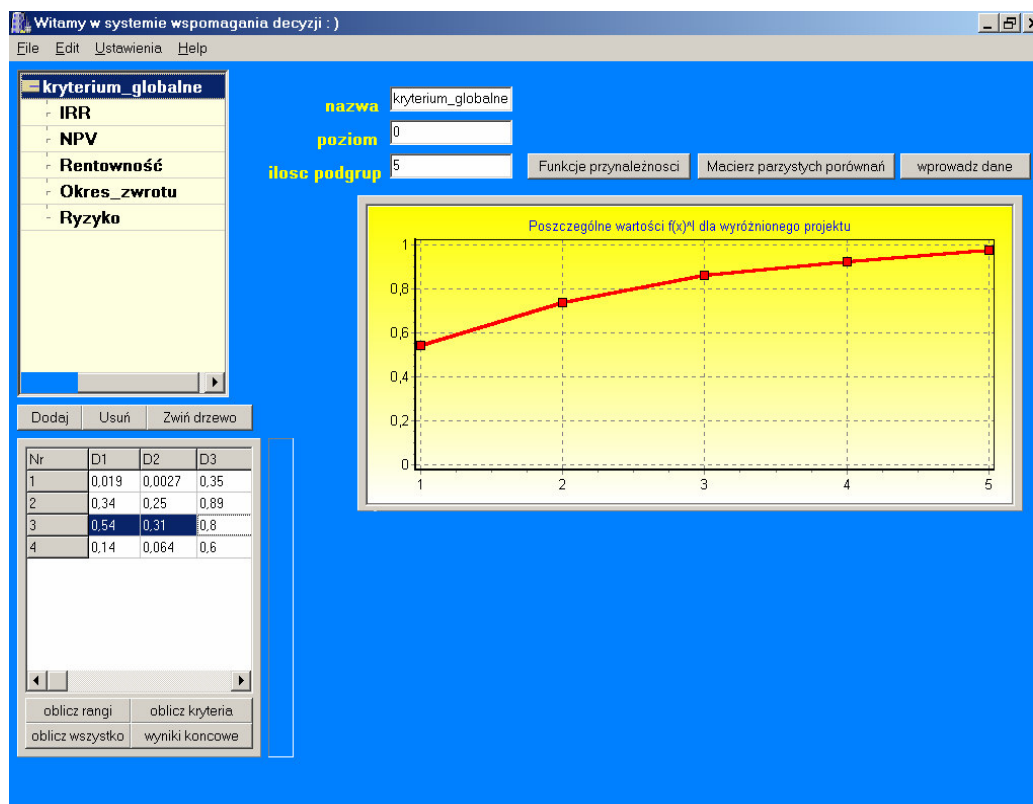 Witamy w systemie wspomagania decyzji : )
File Edit Ustawienia Help
kryterium_globalne
IRR
NPV
Rentowność
Okres_zwrotu
Ryzyko
nazwa kryterium_globalne
poziom 0
ilosc podgrup 5
Funkcje przynależnosci Macierz parzystych porównań wprowadz dane
Poszczególne wartości f(x)^l dla wyróżnionego projektu
1
0,8
0,6
0,4
0,2
0
1 2 3 4 5
Dodaj Usuń Zwiń drzewo
Nr D1 D2 D3
1 0,019 0,0027 0,35
2 0,34 0,25 0,89
3 0,54 0,31 0,8
4 0,14 0,064 0,6
oblicz rangi oblicz kryteria
oblicz wszystko wyniki koncowe